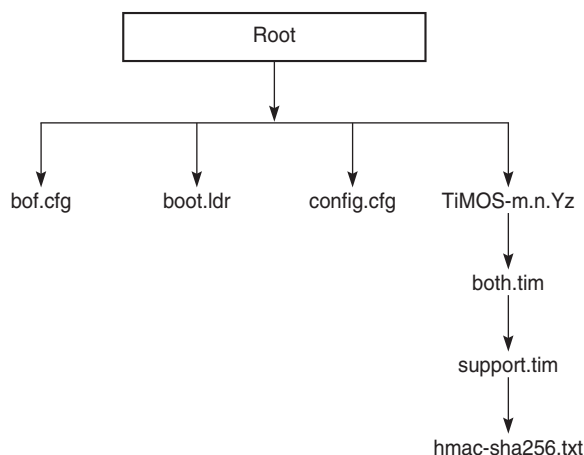 Root
bof.cfg
boot.ldr
config.cfg
TiMOS-m.n.Yz
both.tim
support.tim
hmac-sha256.txt